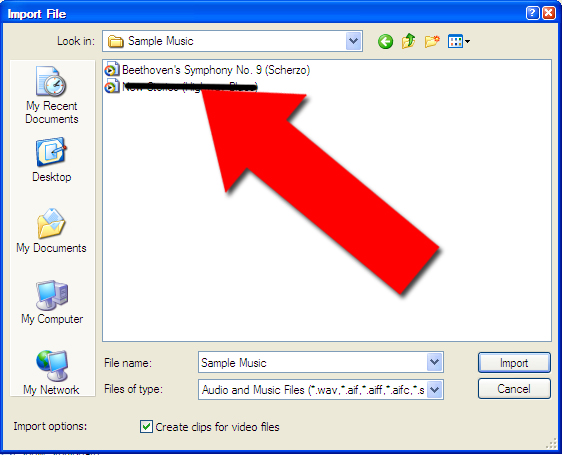 Import File
Look in:
Sample Music
My Recent
Documents
Desktop
My Documents
My Computer
My Network
Beethoven's Symphony No. 9 (Scherzo)
File name:
Sample Music
Import
Files of type:
Audio and Music Files (*.wav,*.aif,*.aiff,*.aifc,*.s
Cancel
Import options:
Create clips for video files